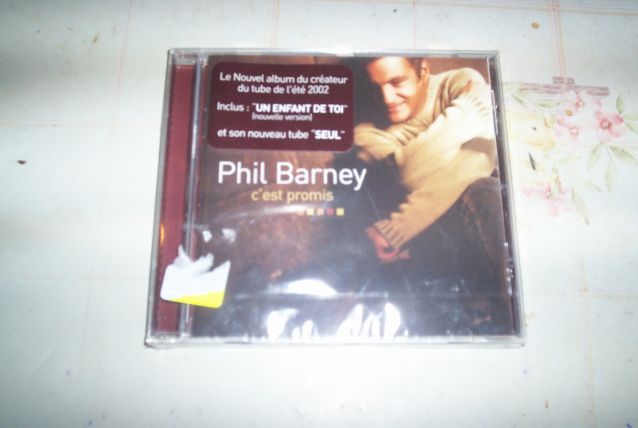 Le Nouvel album du créateur
du tube de l'été 2002
Inclus : "UN ENFANT DE TOI"
(nouvelle version)
et son nouveau tube "SEUL"
Phil Barney
c'est promis